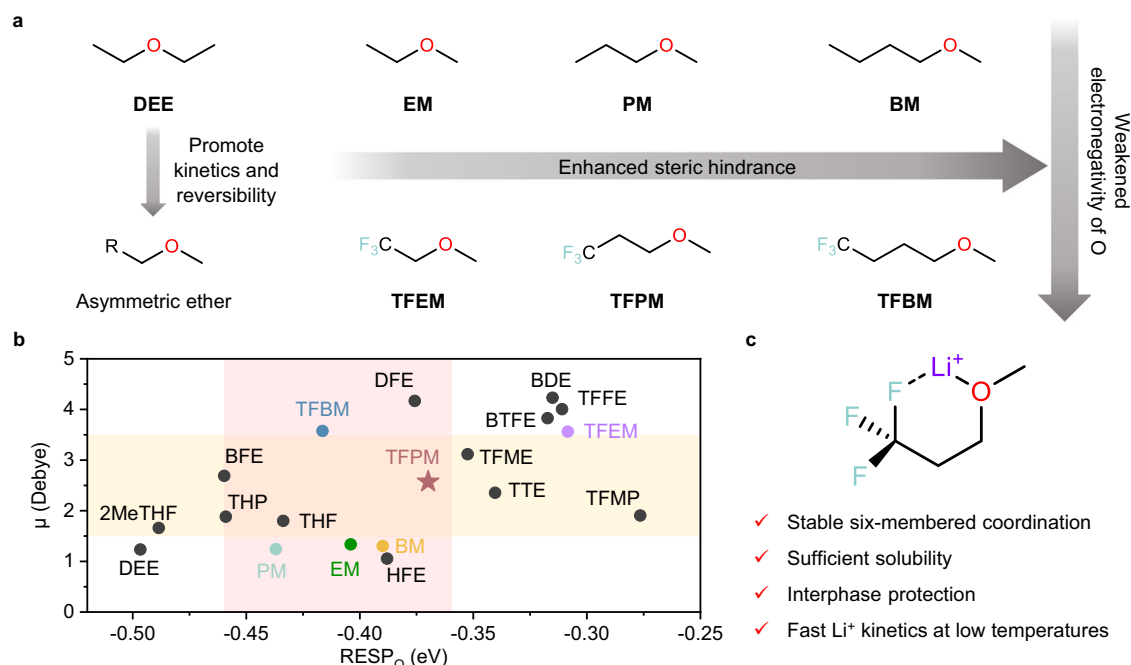 a
O
O
O
O
DEE
EM
PM
BM
Promote
kinetics and
reversibility
Enhanced steric hindrance
Weakened
electronegativity of O
R
O
F₃C
O
F₃C
O
F₃C
O
Asymmetric ether
TFEM
TFPM
TFBM
b
μ (Debye)
5
4
3
2
1
0
DFE
BDE
TFFE
TFBM
BTFE
TFEM
BFE
TFPM
TFME
THP
TTE
TFMP
2MeTHF
THF
DEE
PM
EM
BM
HFE
-0.50
-0.45
-0.40
-0.35
-0.30
-0.25
RESP_O (eV)
c
Li⁺
F
O
F
F
✓ Stable six-membered coordination
✓ Sufficient solubility
✓ Interphase protection
✓ Fast Li⁺ kinetics at low temperatures